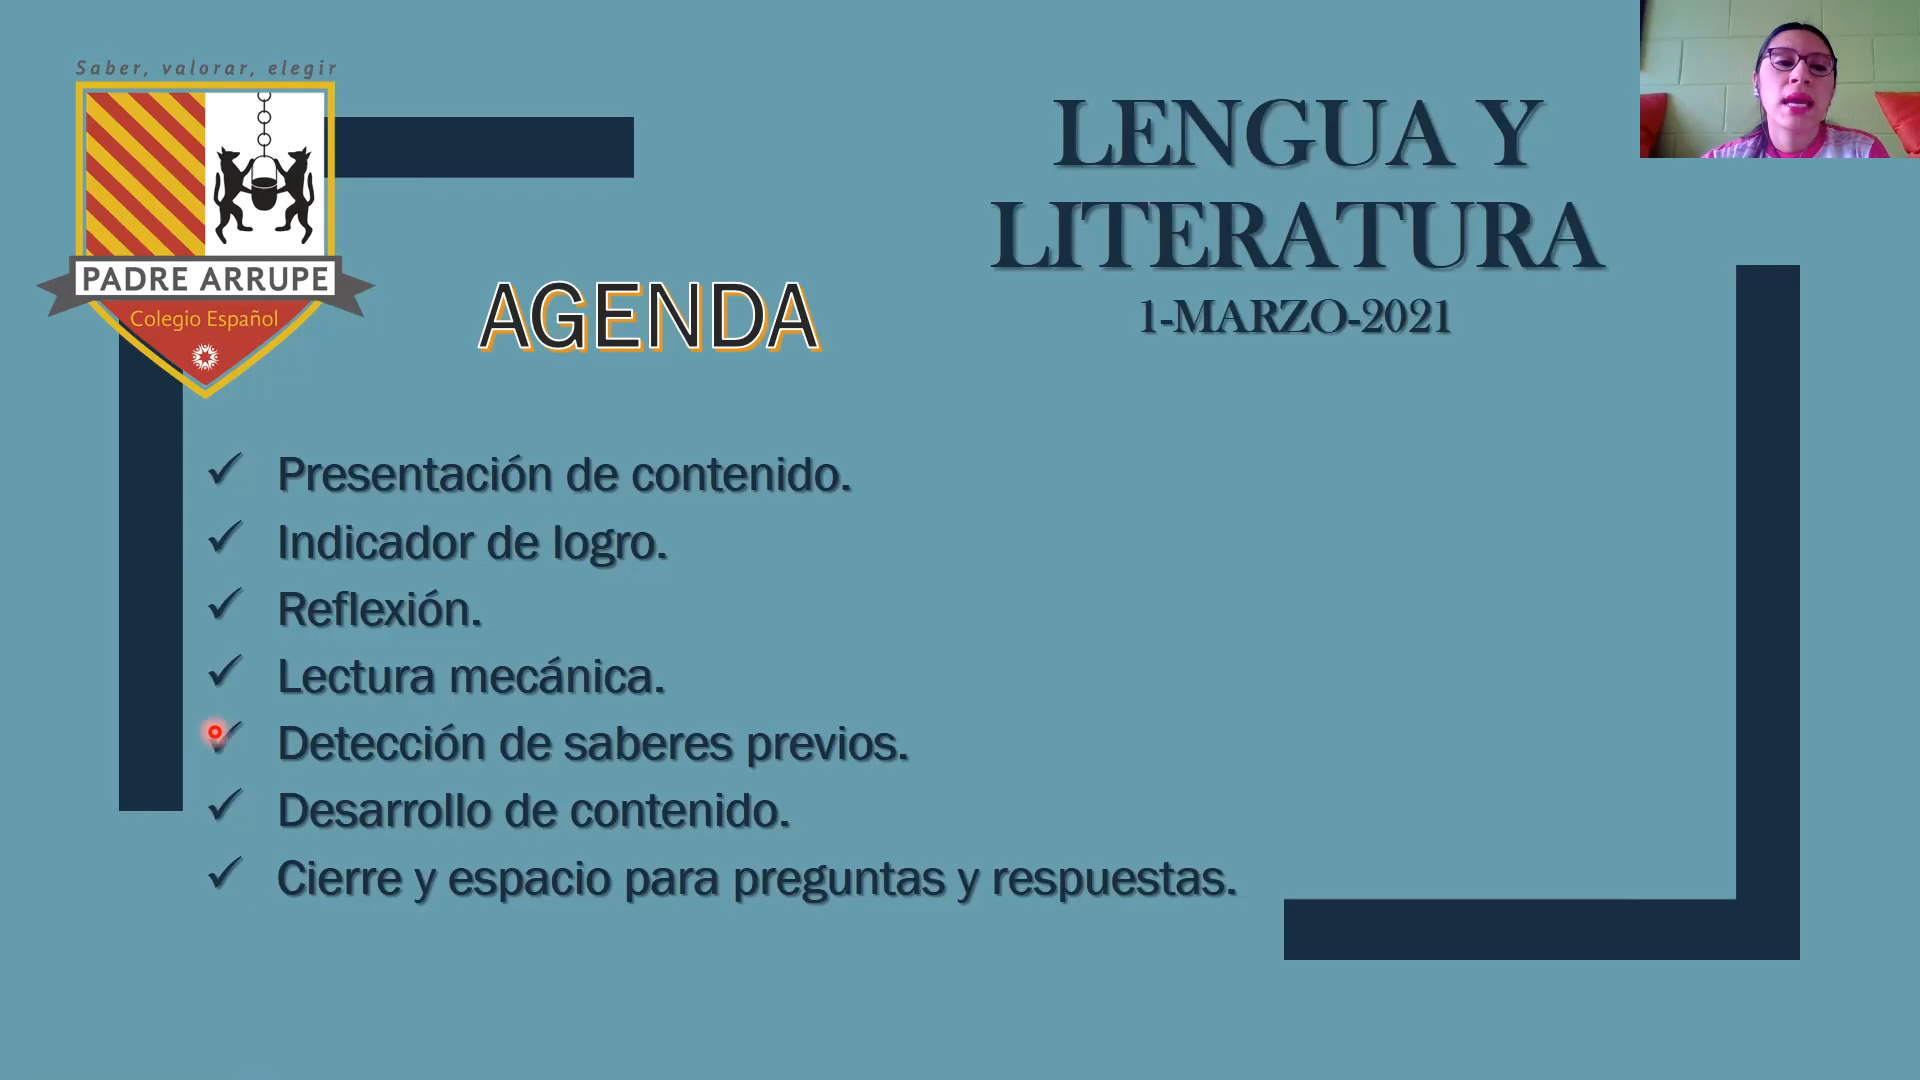 Saber, valorar, elegir
PADRE ARRUPE
Colegio Español
LENGUA Y
LITERATURA
1-MARZO-2021
AGENDA
✓ Presentación de contenido.
✓ Indicador de logro.
✓ Reflexión.
✓ Lectura mecánica.
✓ Detección de saberes previos.
✓ Desarrollo de contenido.
✓ Cierre y espacio para preguntas y respuestas.